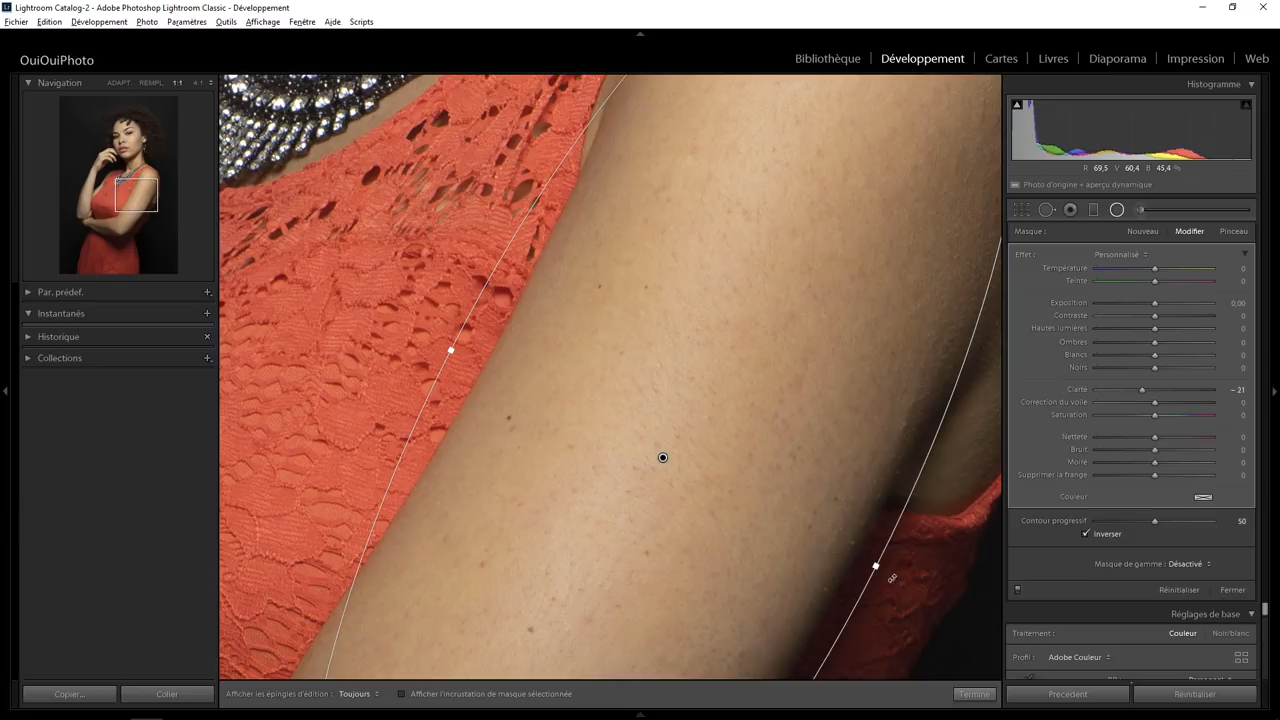 Lightroom Catalog-2 - Adobe Photoshop Lightroom Classic - Développement
Fichier Edition Développement Photo Paramètres Outils Affichage Fenêtre Aide Scripts
OuiOuiPhoto
Bibliothèque Développement Cartes Livres Diaporama Impression Web
Navigation ADAPT. REMPL. 1:1 4:1
Par. prédef.
Instantanés
Historique
Collections
Copier... Coller
Afficher les épingles d'édition : Toujours Afficher l'incrustation de masque sélectionnée Terminé
Histogramme
R 69,5 V 60,4 B 45,4 %
Photo d'origine + aperçu dynamique
Masque : Nouveau Modifier Pinceau
Effet : Personnalisé
Température 0
Teinte 0
Exposition 0,00
Contraste 0
Hautes lumières 0
Ombres 0
Blancs 0
Noirs 0
Clarté – 21
Correction du voile 0
Saturation 0
Netteté 0
Bruit 0
Moiré 0
Supprimer la frange 0
Couleur
Contour progressif 50
Inverser
Masque de gamme : Désactivé
Réinitialiser Fermer
Réglages de base
Traitement : Couleur Noir/blanc
Profil : Adobe Couleur
Précédent Réinitialiser